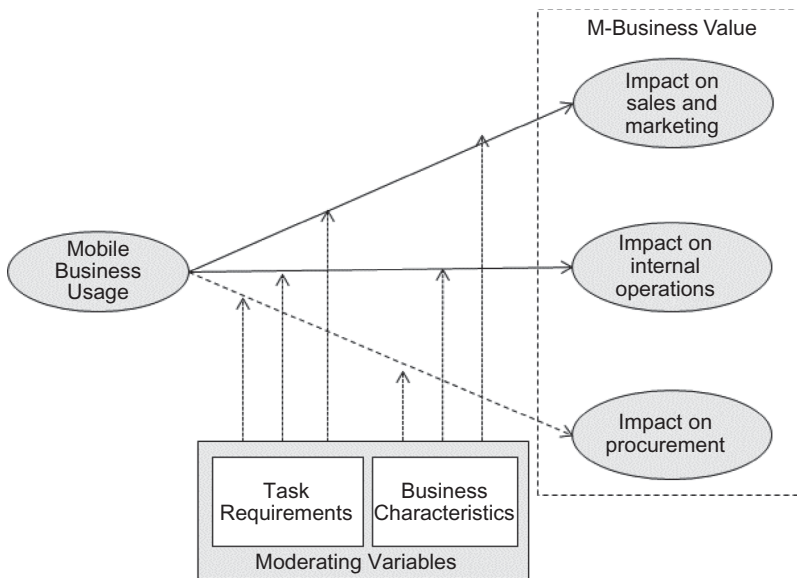 M-Business Value
Impact on
sales and
marketing
Mobile
Business
Usage
Impact on
internal
operations
Impact on
procurement
Task
Requirements
Business
Characteristics
Moderating Variables